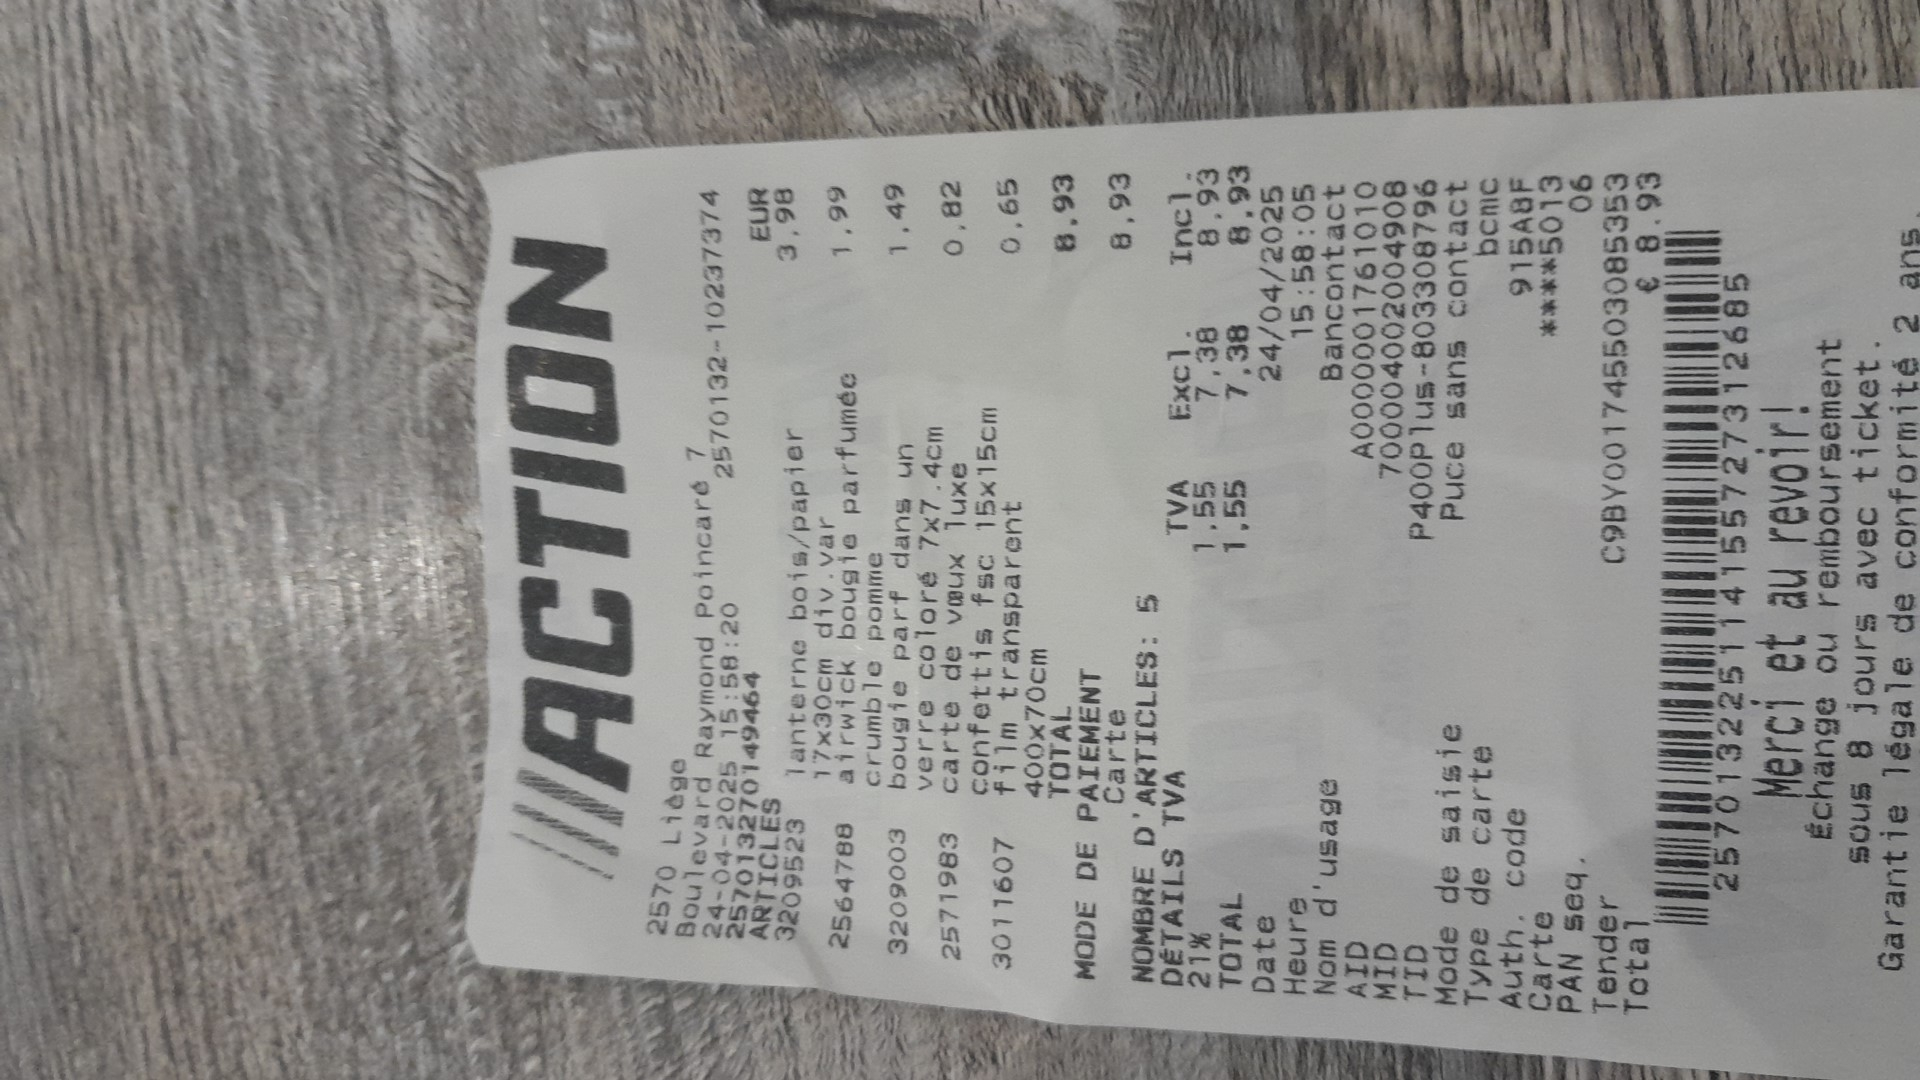 ACTION
2570 Liège
Boulevard Raymond Poincaré 7
24-04-2025 15:58:20 2570132-102373744
2570132701494​64
ARTICLES EUR
3209523 lanterne bois/papier 3,98
17x30cm div.var
2564788 airwick bougie parfumée 1,99
crumble pomme
3209003 bougie parf dans un 1,49
verre coloré 7x7.4cm
2571983 carte de vœux luxe 0,82
confettis fsc 15x15cm
3011607 film transparent 0,65
400x70cm
TOTAL 8,93
MODE DE PAIEMENT
Carte 8,93
NOMBRE D'ARTICLES: 5
DÉTAILS TVA TVA Excl. Incl.
21% 1,55 7,38 8,93
TOTAL 1,55 7,38 8,93
Date 24/04/2025
Heure 15:58:05
Nom d'usage Bancontact
AID A0000001761010
MID 700004002004908
TID P400Plus-803308796
Mode de saisie Puce sans contact
Type de carte bcmc
Auth. code 915A8F
Carte ****5013
PAN seq. 06
Tender C9BY001745503085353
Total € 8.93
2570132251141557273126​85
Merci et au revoir!
Échange ou remboursement
sous 8 jours avec ticket.
Garantie légale de conformité 2 ans.